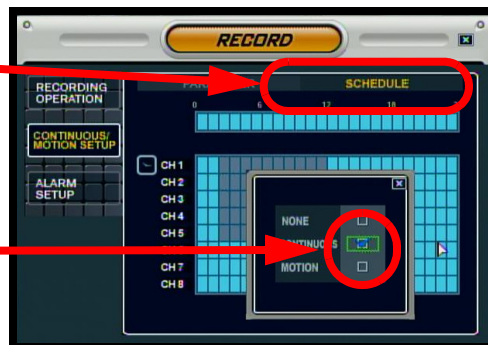 RECORD
SCHEDULE
0 6 12 18
RECORDING
OPERATION
CONTINUOUS/
MOTION SETUP
ALARM
SETUP
CH 1
CH 2
CH 3
CH 4
CH 5
CH 7
CH 8
NONE
CONTINUOUS
MOTION